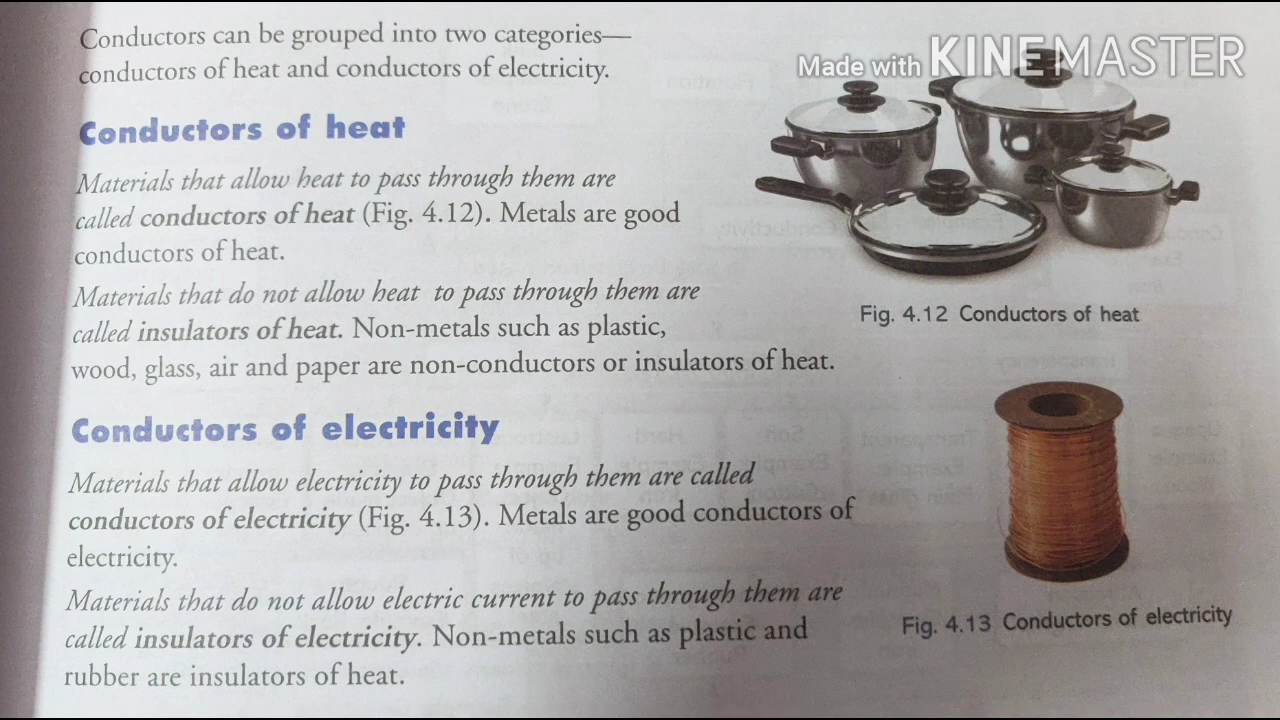 Conductors can be grouped into two categories—
conductors of heat and conductors of electricity.
Made with KINEMASTER
Conductors of heat
Materials that allow heat to pass through them are
called conductors of heat (Fig. 4.12). Metals are good
conductors of heat.
Materials that do not allow heat to pass through them are
called insulators of heat. Non-metals such as plastic,
wood, glass, air and paper are non-conductors or insulators of heat.
Fig. 4.12 Conductors of heat
Conductors of electricity
Materials that allow electricity to pass through them are called
conductors of electricity (Fig. 4.13). Metals are good conductors of
electricity.
Materials that do not allow electric current to pass through them are
called insulators of electricity. Non-metals such as plastic and
rubber are insulators of heat.
Fig. 4.13 Conductors of electricity